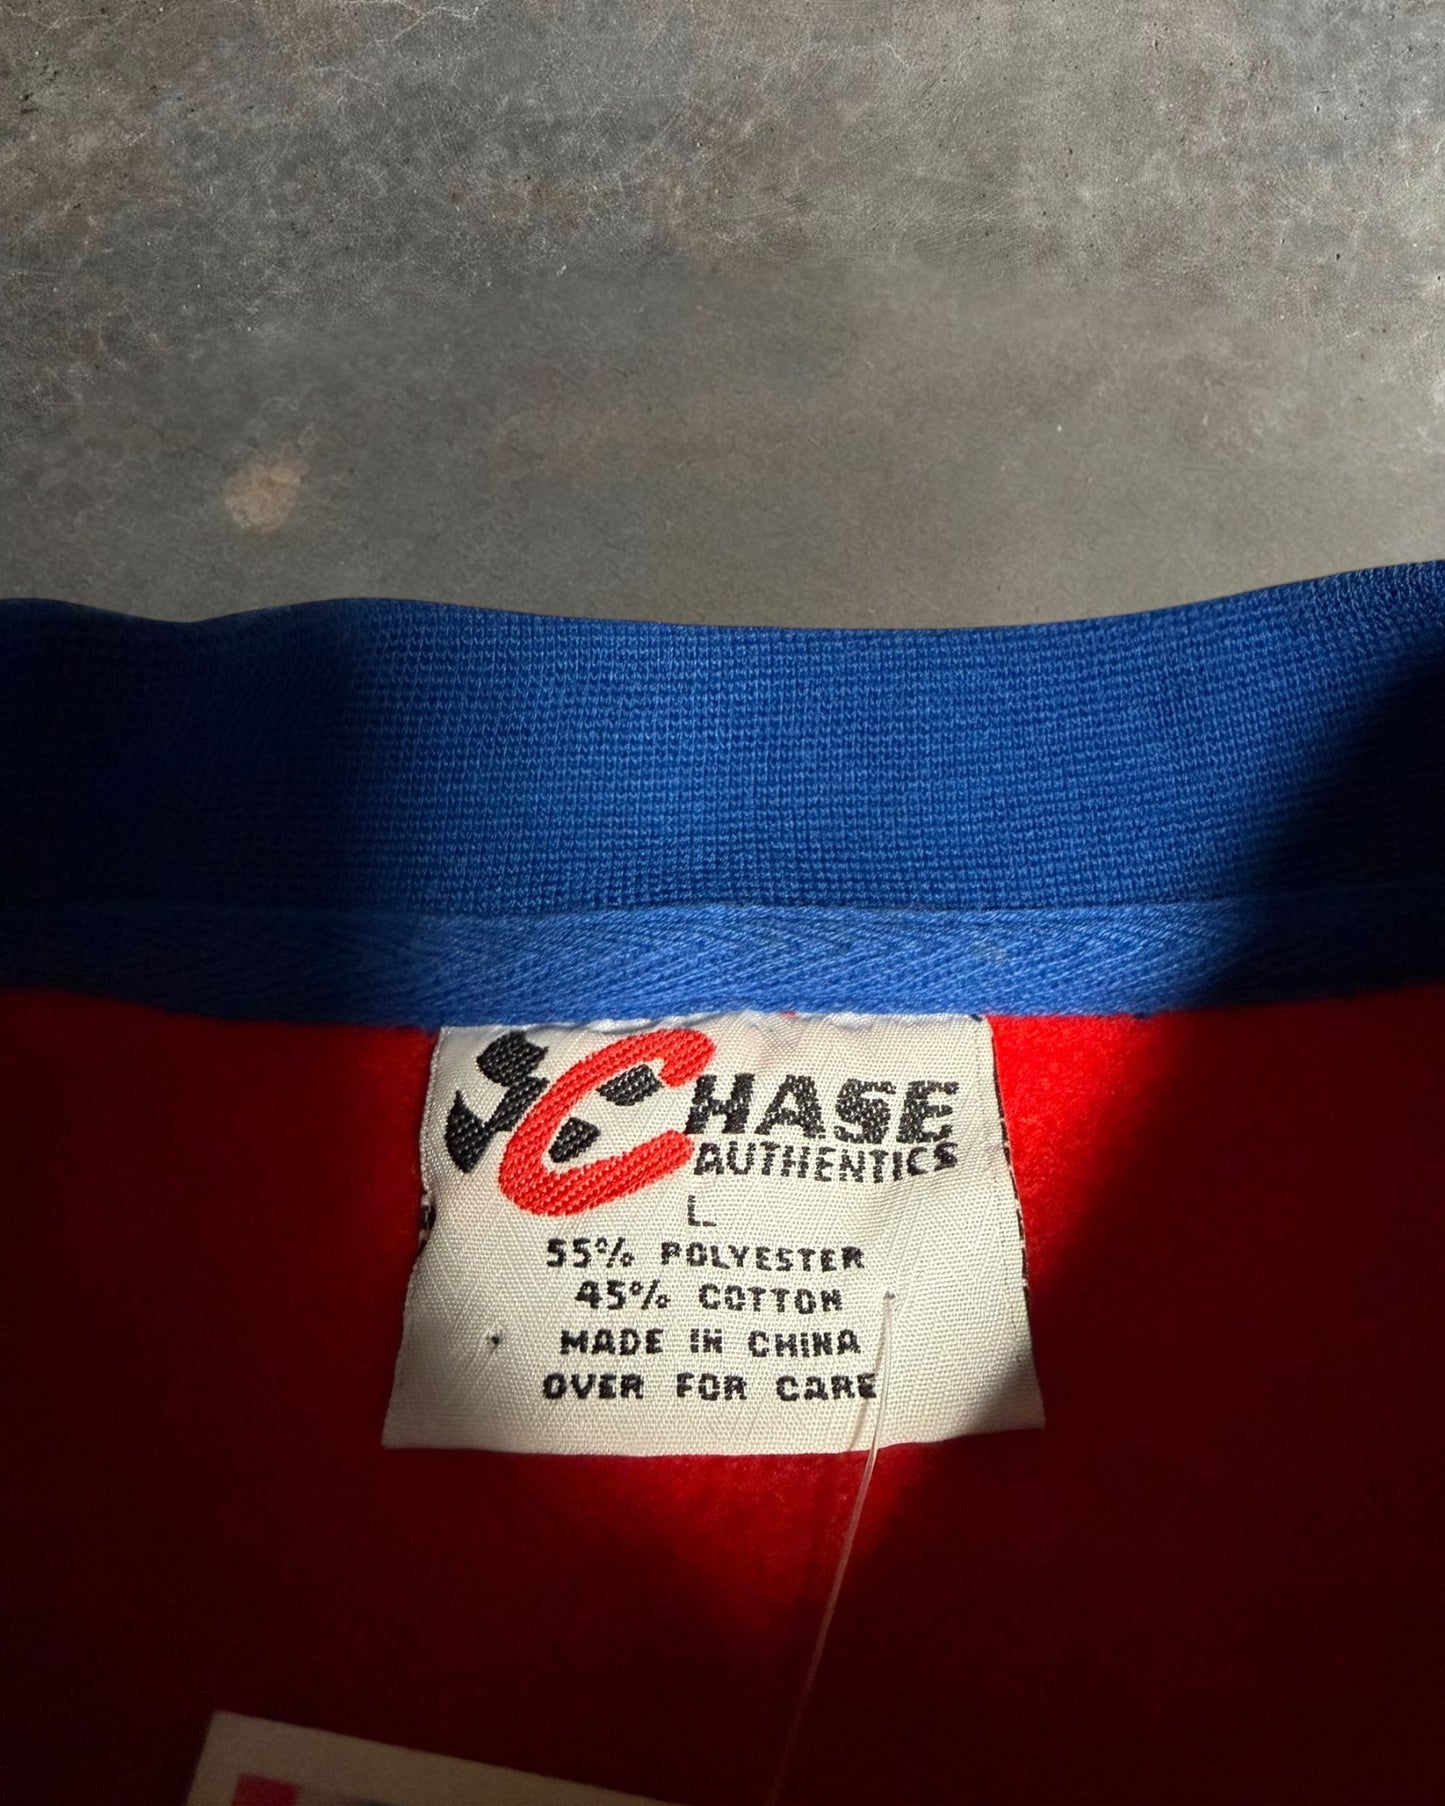 CHASE
AUTHENTICS
L
55% POLYESTER
45% COTTON
MADE IN CHINA
OVER FOR CARE